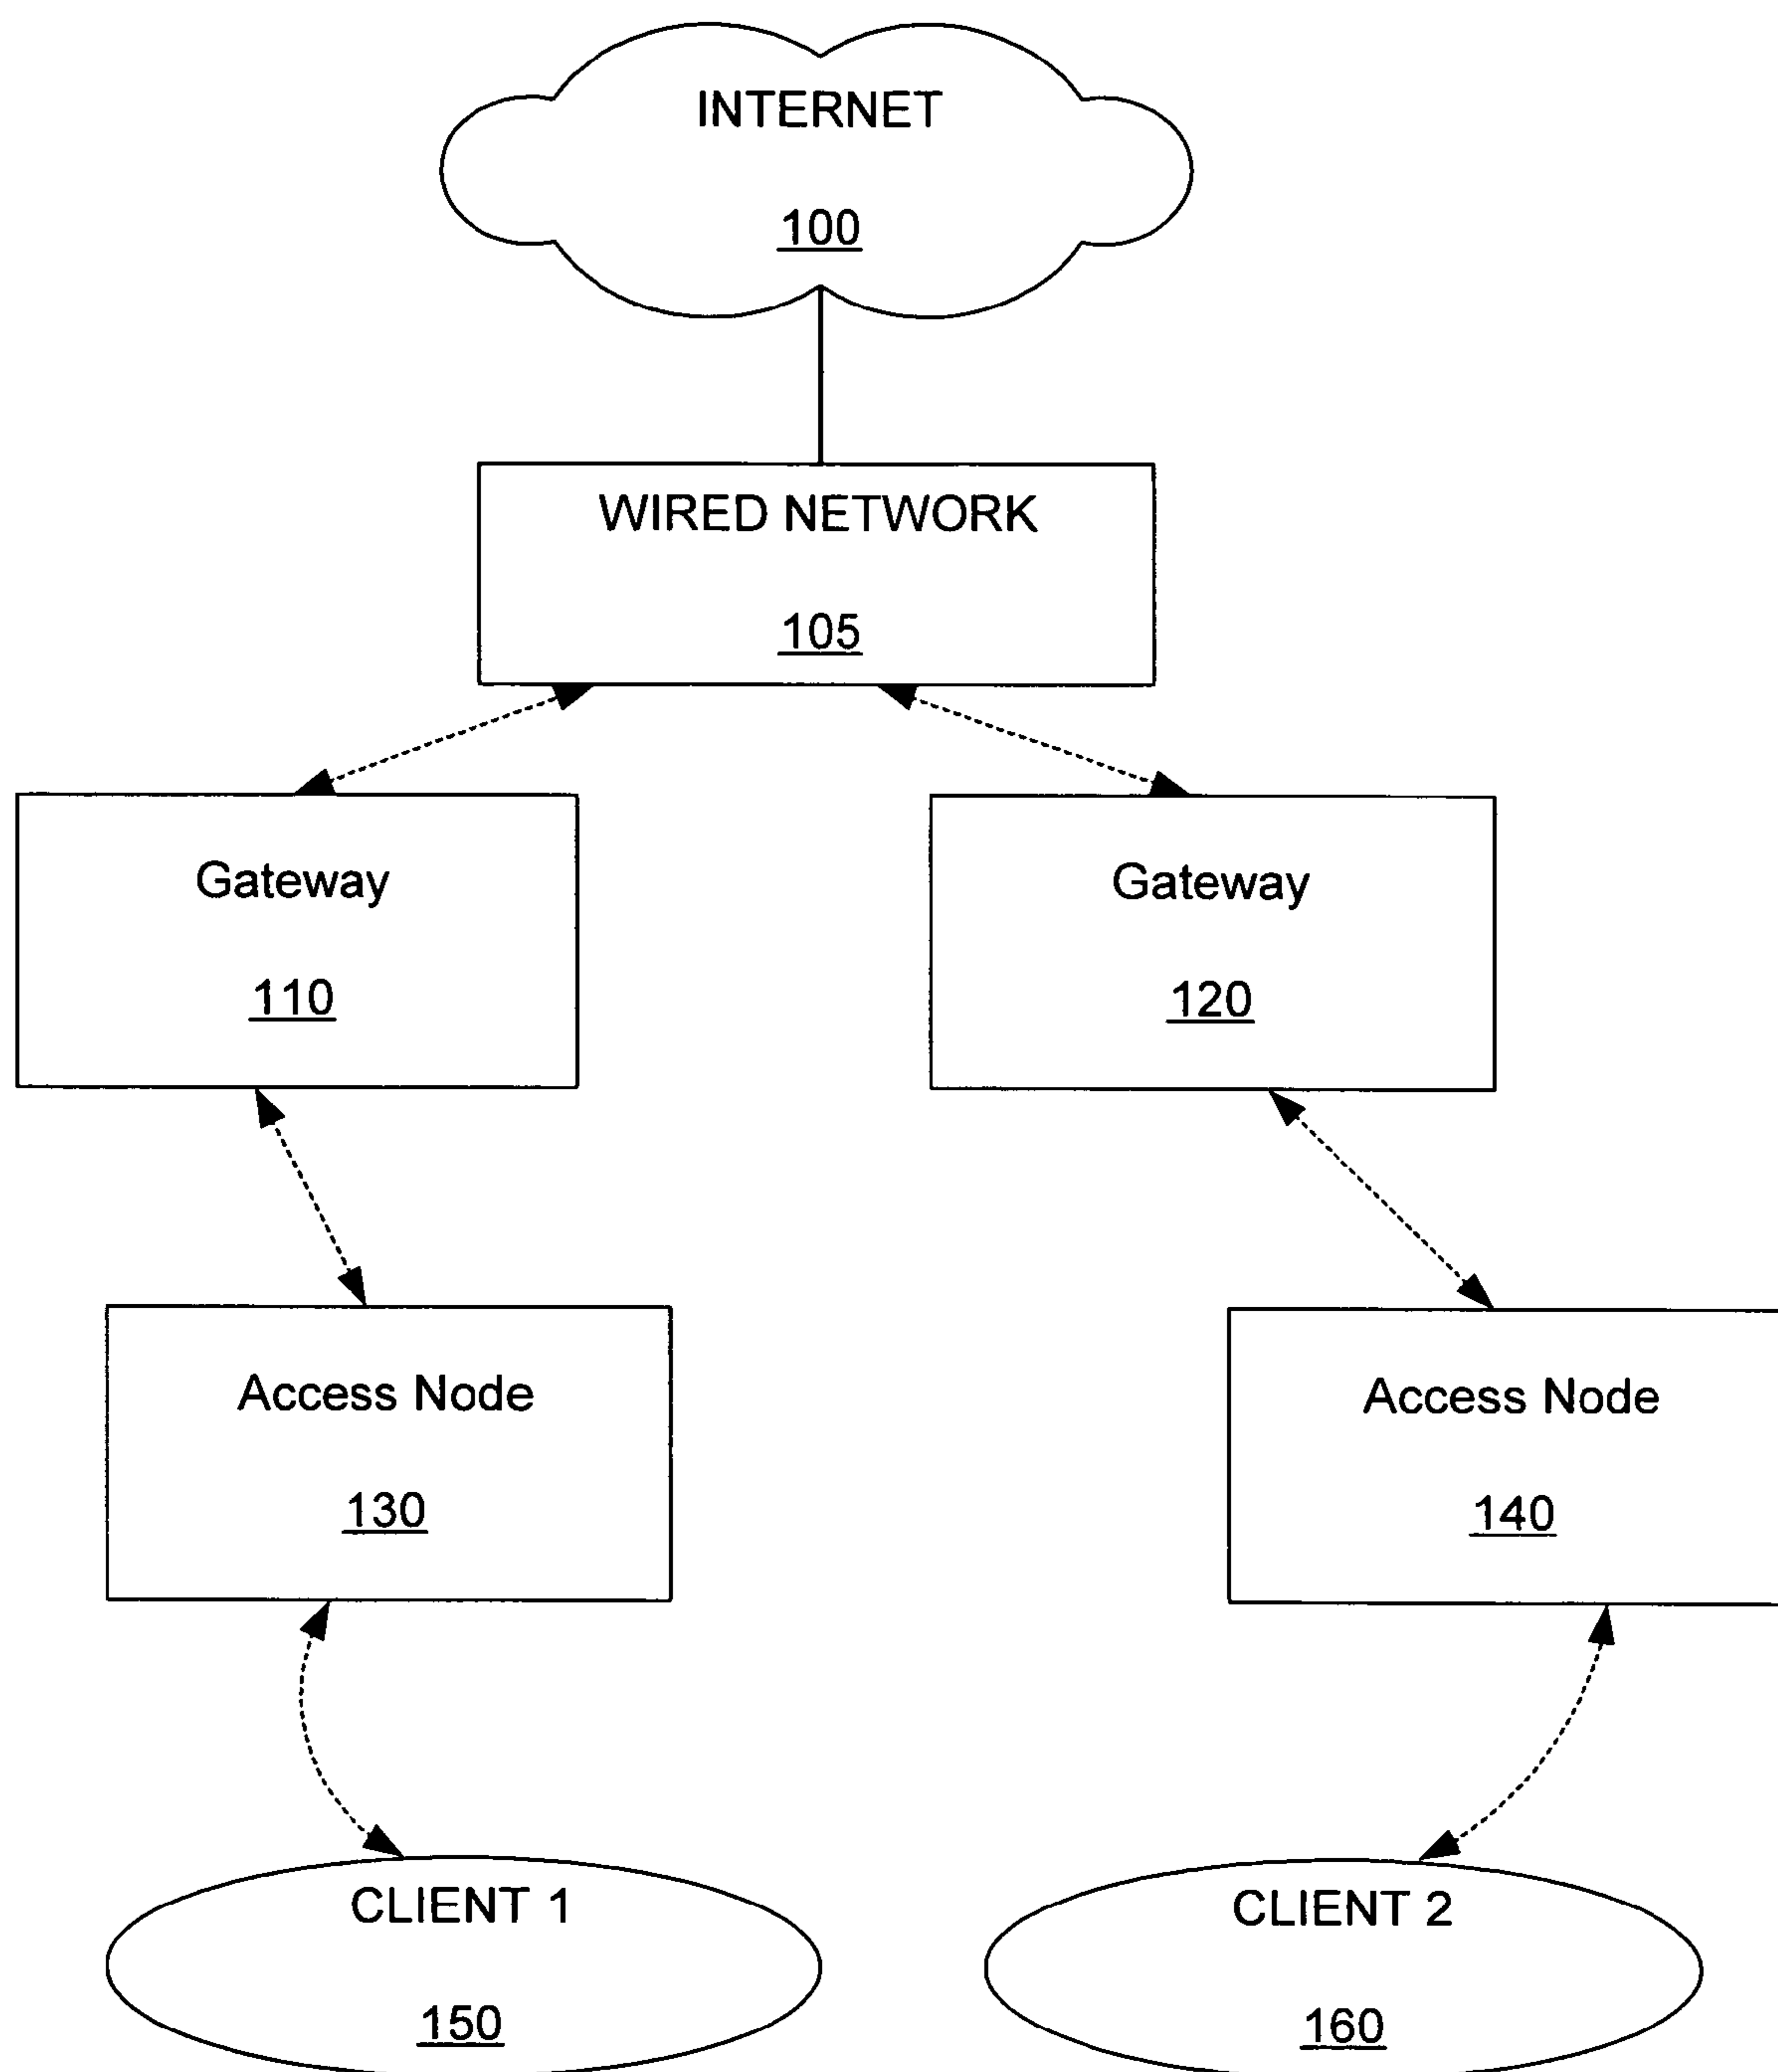 INTERNET
100
WIRED NETWORK
105
Gateway
110
Gateway
120
Access Node
130
Access Node
140
CLIENT 1
150
CLIENT 2
160